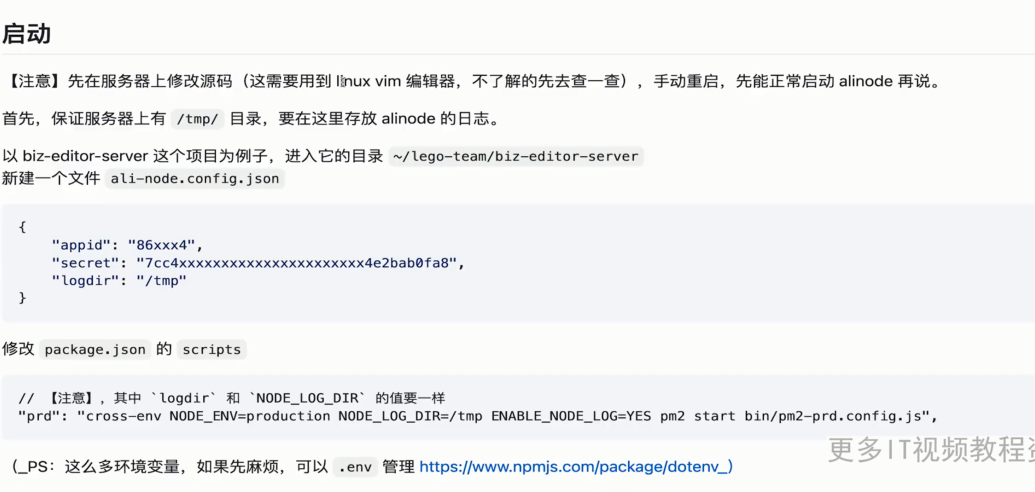 启动
【注意】先在服务器上修改源码（这需要用到 linux vim 编辑器，不了解的先去查一查），手动重启，先能正常启动 alinode 再说。
首先，保证服务器上有 /tmp/ 目录，要在这里存放 alinode 的日志。
以 biz-editor-server 这个项目为例子，进入它的目录 ~/lego-team/biz-editor-server
新建一个文件 ali-node.config.json
{
"appid": "86xxx4",
"secret": "7cc4xxxxxxxxxxxxxxxxxxxxxx4e2bab0fa8",
"logdir": "/tmp"
}
修改 package.json 的 scripts
// 【注意】，其中 `logdir` 和 `NODE_LOG_DIR` 的值要一样
"prd": "cross-env NODE_ENV=production NODE_LOG_DIR=/tmp ENABLE_NODE_LOG=YES pm2 start bin/pm2-prd.config.js",
更多IT视频教程资
（_PS：这么多环境变量，如果先麻烦，可以 .env 管理 https://www.npmjs.com/package/dotenv_）